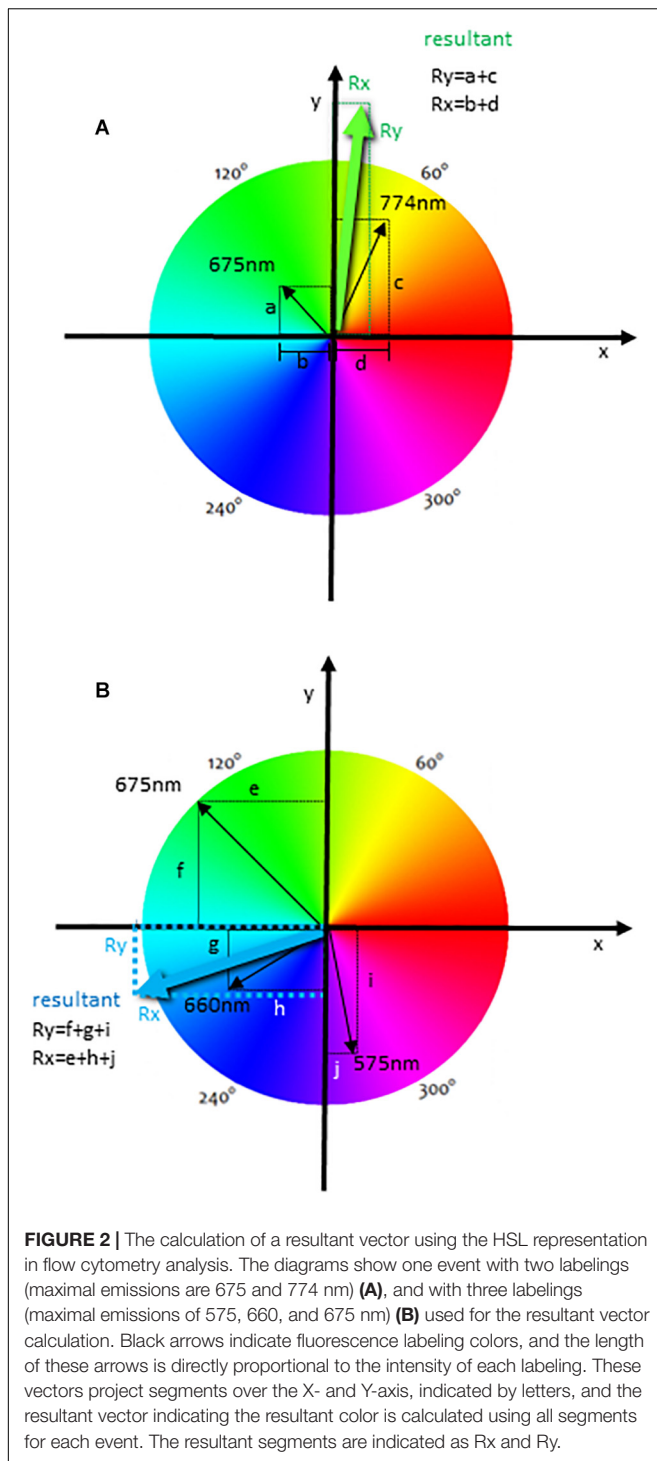 resultant
Ry=a+c
Rx=b+d
A
y
Rx
Ry
120°
60°
774nm
675nm
a
c
b
d
x
240°
300°
B
y
120°
60°
675nm
e
f
x
Ry
g
i
resultant
Rx
660nm
h
Ry=f+g+i
Rx=e+h+j
j
575nm
240°
300°
FIGURE 2 | The calculation of a resultant vector using the HSL representation
in flow cytometry analysis. The diagrams show one event with two labelings
(maximal emissions are 675 and 774 nm) (A), and with three labelings
(maximal emissions of 575, 660, and 675 nm) (B) used for the resultant vector
calculation. Black arrows indicate fluorescence labeling colors, and the length
of these arrows is directly proportional to the intensity of each labeling. These
vectors project segments over the X- and Y-axis, indicated by letters, and the
resultant vector indicating the resultant color is calculated using all segments
for each event. The resultant segments are indicated as Rx and Ry.